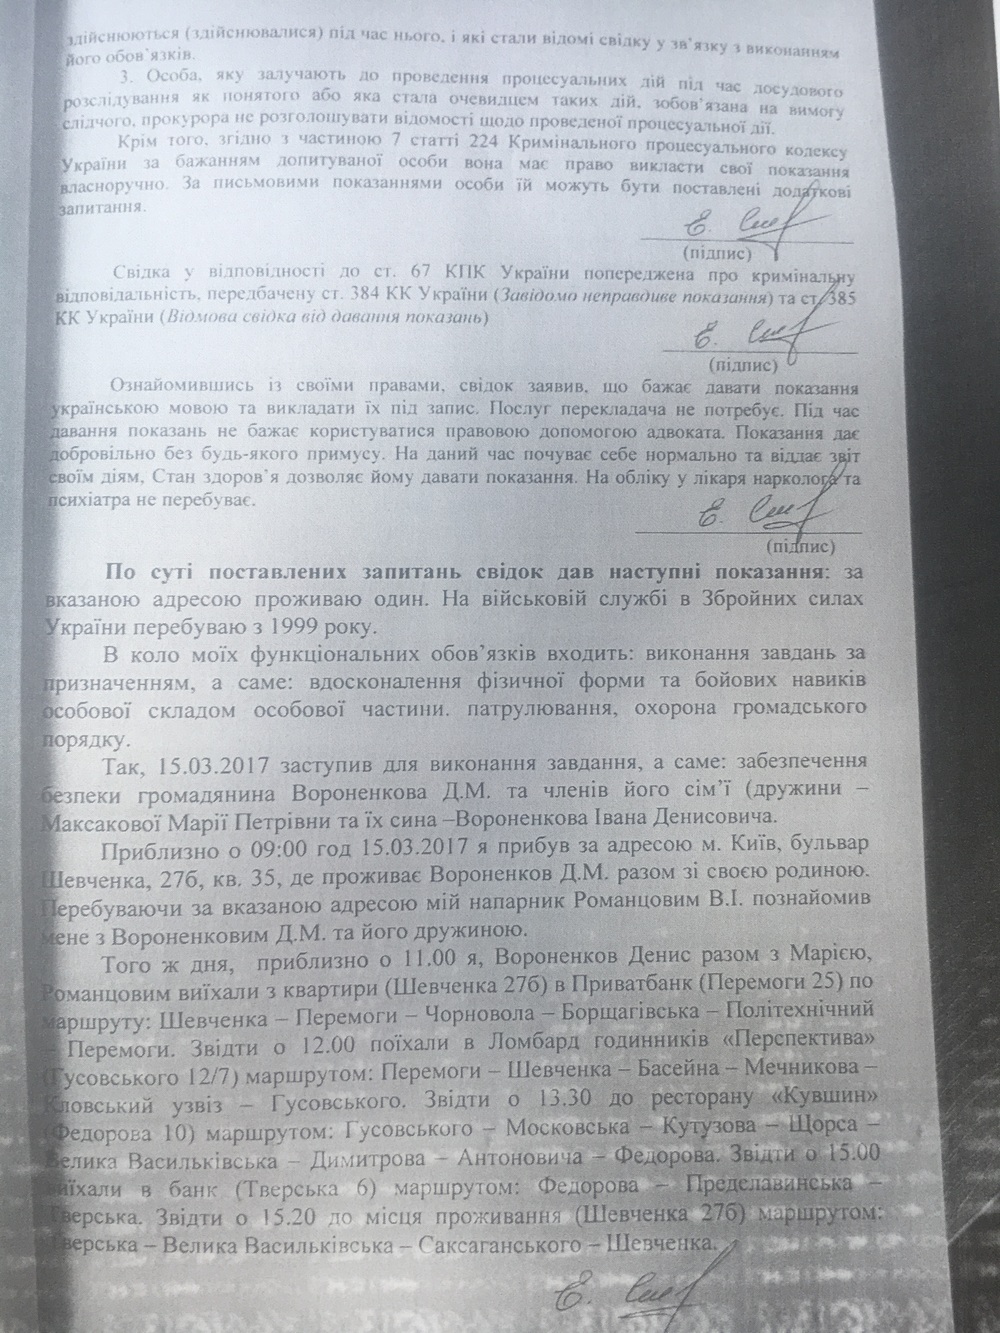 здійснюються (здійснювалися) під час нього, і які стали відомі свідку у зв’язку з виконанням
його обов`язків.
3. Особа, яку залучають до проведення процесуальних дій під час досудового
розслідування як понятого або яка стала очевидцем таких дій, зобов`язана на вимогу
слідчого, прокурора не розголошувати відомості щодо проведеної процесуальної дії.
Крім того, згідно з частиною 7 статті 224 Кримінального процесуального кодексу
України за бажанням допитуваної особи вона має право викласти свої показання
власноручно. За письмовими показаннями особи їй можуть бути поставлені додаткові
запитання.
(підпис)
Свідка у відповідності до ст. 67 КПК України попереджена про кримінальну
відповідальність, передбачену ст. 384 КК України (Завідомо неправдиве показання) та ст. 385
КК України (Відмова свідка від давання показань)
(підпис)
Ознайомившись із своїми правами, свідок заявив, що бажає давати показання
українською мовою та викладати їх під запис. Послуг перекладача не потребує. Під час
давання показань не бажає користуватися правовою допомогою адвоката. Показання дає
добровільно без будь-якого примусу. На даний час почуває себе нормально та віддає звіт
своїм діям, Стан здоров’я дозволяє йому давати показання. На обліку у лікаря нарколога та
психіатра не перебуває.
(підпис)
По суті поставлених запитань свідок дав наступні показання: за
вказаною адресою проживаю один. На військовій службі в Збройних силах
України перебуваю з 1999 року.
В коло моїх функціональних обов’язків входить: виконання завдань за
призначенням, а саме: вдосконалення фізичної форми та бойових навиків
особової складом особової частини. патрулювання, охорона громадського
порядку.
Так, 15.03.2017 заступив для виконання завдання, а саме: забезпечення
безпеки громадянина Вороненкова Д.М. та членів його сім’ї (дружини –
Максакової Марії Петрівни та їх сина –Вороненкова Івана Денисовича.
Приблизно о 09:00 год 15.03.2017 я прибув за адресою м. Київ, бульвар
Шевченка, 27б, кв. 35, де проживає Вороненков Д.М. разом зі своєю родиною.
Перебуваючи за вказаною адресою мій напарник Романцовим В.І. познайомив
мене з Вороненковим Д.М. та його дружиною.
Того ж дня, приблизно о 11.00 я, Вороненков Денис разом з Марією,
Романцовим виїхали з квартири (Шевченка 27б) в Приватбанк (Перемоги 25) по
маршруту: Шевченка – Перемоги – Чорновола – Борщагівська – Політехнічний
– Перемоги. Звідти о 12.00 поїхали в Ломбард годинників «Перспектива»
(Гусовського 12/7) маршрутом: Перемоги – Шевченка – Басейна – Мечникова –
Кловський узвіз – Гусовського. Звідти о 13.30 до ресторану «Кувшин»
(Федорова 10) маршрутом: Гусовського – Московська – Кутузова – Щорса –
Велика Васильківська – Димитрова – Антоновича – Федорова. Звідти о 15.00
виїхали в банк (Тверська 6) маршрутом: Федорова – Предславинська –
Тверська. Звідти о 15.20 до місця проживання (Шевченка 27б) маршрутом:
Тверська – Велика Васильківська – Саксаганського – Шевченка.